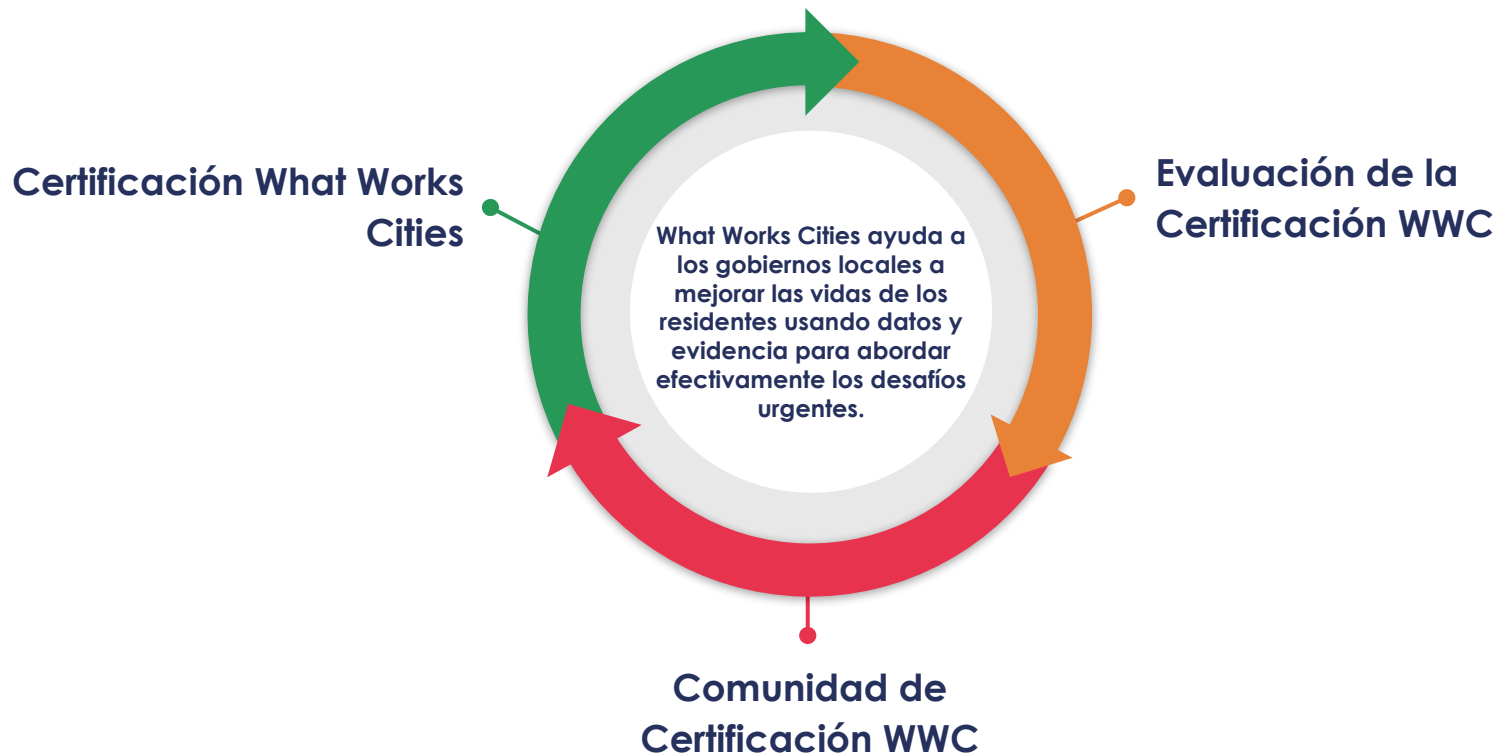 Certificación What Works
Cities
Evaluación de la
Certificación WWC
What Works Cities ayuda a
los gobiernos locales a
mejorar las vidas de los
residentes usando datos y
evidencia para abordar
efectivamente los desafíos
urgentes.
Comunidad de
Certificación WWC